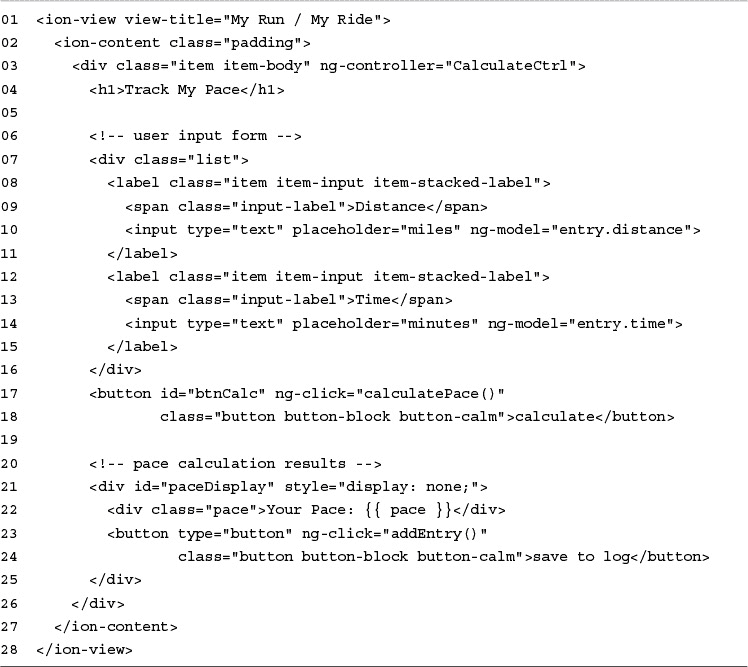 01 <ion-view view-title="My Run / My Ride">
02   <ion-content class="padding">
03     <div class="item item-body" ng-controller="CalculateCtrl">
04       <h1>Track My Pace</h1>
05
06       <!-- user input form -->
07       <div class="list">
08         <label class="item item-input item-stacked-label">
09           <span class="input-label">Distance</span>
10           <input type="text" placeholder="miles" ng-model="entry.distance">
11         </label>
12         <label class="item item-input item-stacked-label">
13           <span class="input-label">Time</span>
14           <input type="text" placeholder="minutes" ng-model="entry.time">
15         </label>
16       </div>
17       <button id="btnCalc" ng-click="calculatePace()"
18               class="button button-block button-calm">calculate</button>
19
20       <!-- pace calculation results -->
21       <div id="paceDisplay" style="display: none;">
22         <div class="pace">Your Pace: {{ pace }}</div>
23         <button type="button" ng-click="addEntry()"
24                 class="button button-block button-calm">save to log</button>
25       </div>
26     </div>
27   </ion-content>
28 </ion-view>